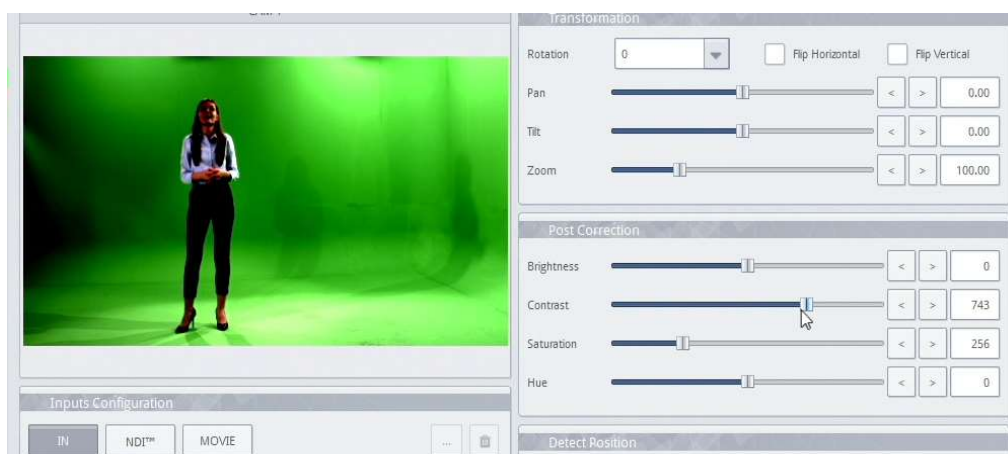 Transformation
Rotation
0
Flip Horizontal
Flip Vertical
Pan
<
>
0.00
Tilt
<
>
0.00
Zoom
<
>
100.00
Post Correction
Brightness
<
>
0
Contrast
<
>
743
Saturation
<
>
256
Hue
<
>
0
Inputs Configuration
IN
NDI™
MOVIE
...
Detect Position